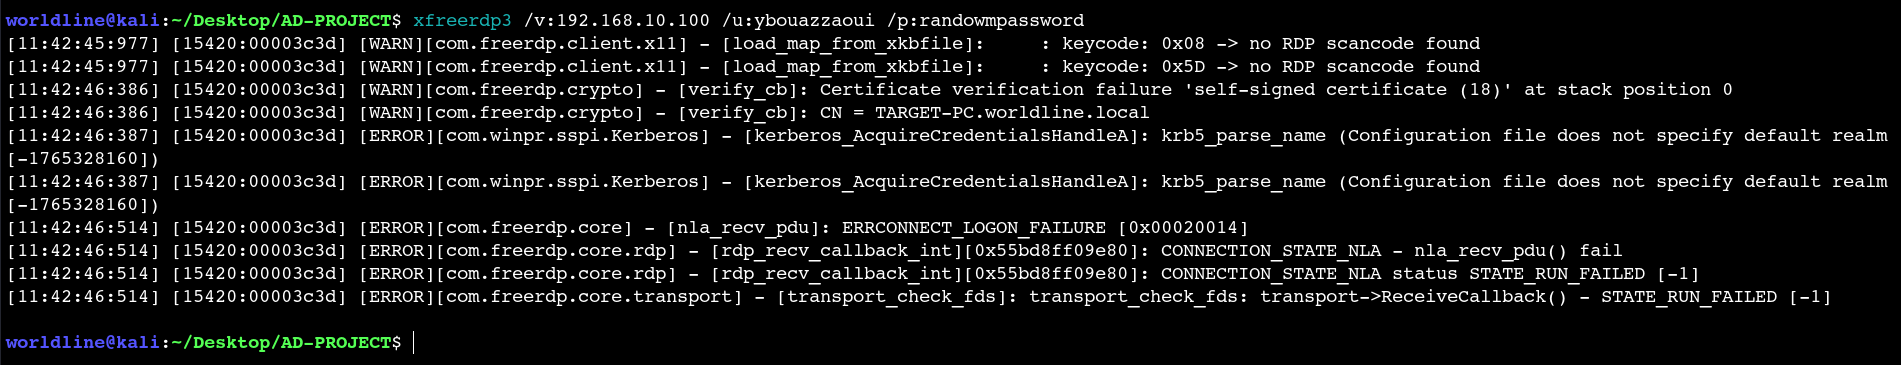 worldline@kali:~/Desktop/AD-PROJECT$ xfreerdp3 /v:192.168.10.100 /u:ybouazzaoui /p:randowmpassword
[11:42:45:977] [15420:00003c3d] [WARN][com.freerdp.client.x11] - [load_map_from_xkbfile]:     : keycode: 0x08 -> no RDP scancode found
[11:42:45:977] [15420:00003c3d] [WARN][com.freerdp.client.x11] - [load_map_from_xkbfile]:     : keycode: 0x5D -> no RDP scancode found
[11:42:46:386] [15420:00003c3d] [WARN][com.freerdp.crypto] - [verify_cb]: Certificate verification failure 'self-signed certificate (18)' at stack position 0
[11:42:46:386] [15420:00003c3d] [WARN][com.freerdp.crypto] - [verify_cb]: CN = TARGET-PC.worldline.local
[11:42:46:387] [15420:00003c3d] [ERROR][com.winpr.sspi.Kerberos] - [kerberos_AcquireCredentialsHandleA]: krb5_parse_name (Configuration file does not specify default realm
[-1765328160])
[11:42:46:387] [15420:00003c3d] [ERROR][com.winpr.sspi.Kerberos] - [kerberos_AcquireCredentialsHandleA]: krb5_parse_name (Configuration file does not specify default realm
[-1765328160])
[11:42:46:514] [15420:00003c3d] [ERROR][com.freerdp.core] - [nla_recv_pdu]: ERRCONNECT_LOGON_FAILURE [0x00020014]
[11:42:46:514] [15420:00003c3d] [ERROR][com.freerdp.core.rdp] - [rdp_recv_callback_int][0x55bd8ff09e80]: CONNECTION_STATE_NLA - nla_recv_pdu() fail
[11:42:46:514] [15420:00003c3d] [ERROR][com.freerdp.core.rdp] - [rdp_recv_callback_int][0x55bd8ff09e80]: CONNECTION_STATE_NLA status STATE_RUN_FAILED [-1]
[11:42:46:514] [15420:00003c3d] [ERROR][com.freerdp.core.transport] - [transport_check_fds]: transport_check_fds: transport->ReceiveCallback() - STATE_RUN_FAILED [-1]
worldline@kali:~/Desktop/AD-PROJECT$